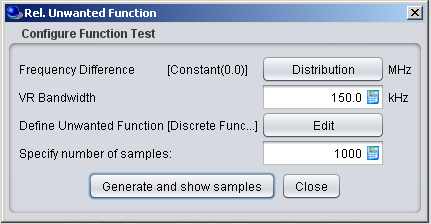 Rel. Unwanted Function
Configure Function Test
Frequency Difference [Constant(0.0)] Distribution MHz
VR Bandwidth 150.0 kHz
Define Unwanted Function [Discrete Func...] Edit
Specify number of samples: 1000
Generate and show samples Close